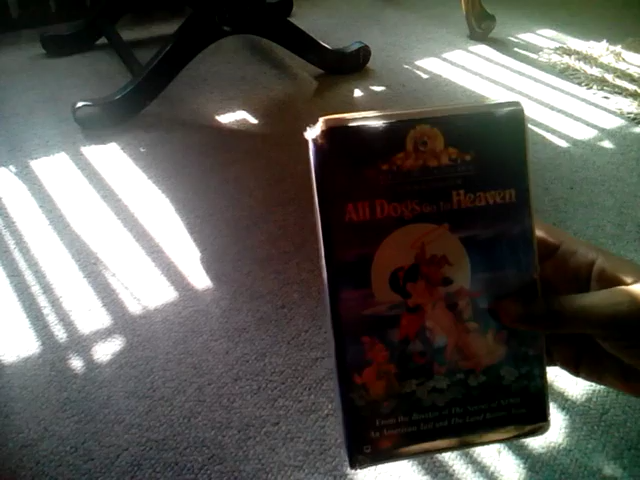 All Dogs Go To Heaven
From the Director of The Secret of NIMH,
An American Tail and The Land Before Time